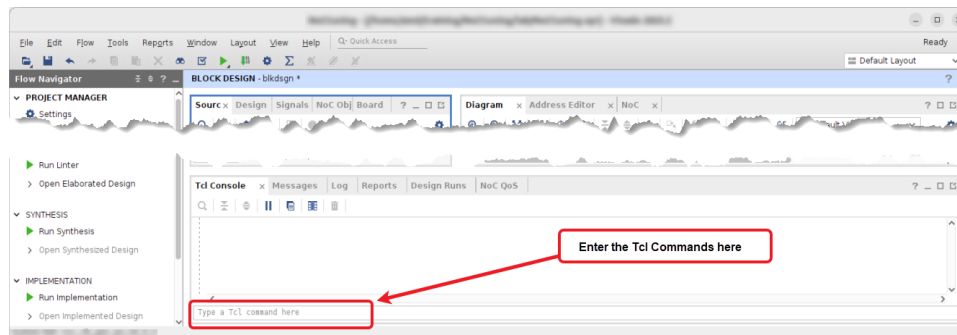 File Edit Flow Tools Reports Window Layout View Help Q- Quick Access
Ready
Default Layout
Flow Navigator
BLOCK DESIGN - blkdsgn *
?
PROJECT MANAGER
Settings
Sourc x Design Signals NoC Obj Board ? _
Diagram x Address Editor x NoC x ?
Run Linter
Open Elaborated Design
SYNTHESIS
Run Synthesis
Open Synthesized Design
IMPLEMENTATION
Run Implementation
Open Implemented Design
Tcl Console x Messages Log Reports Design Runs NoC QoS ? _
Enter the Tcl Commands here
Type a Tcl command here